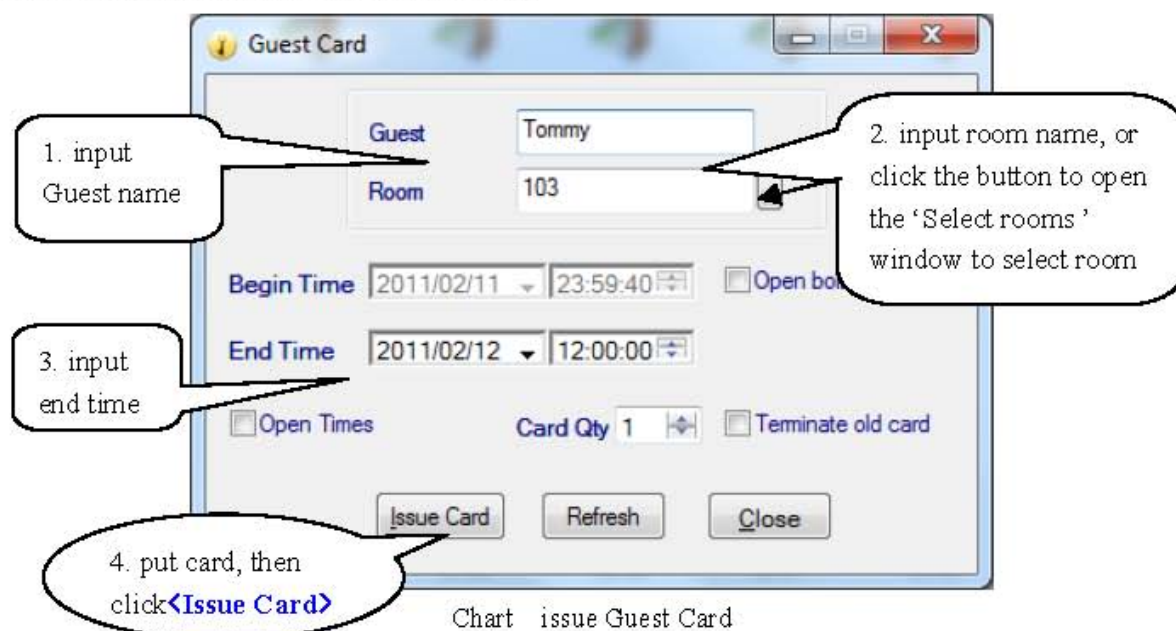 Guest Card
1. input
Guest name
Guest
Tommy
Room
103
2. input room name, or
click the button to open
the ‘Select rooms ’
window to select room
Begin Time 2011/02/11 23:59:40
Open
3. input
end time
End Time 2011/02/12 12:00:00
Open Times
Card Qty 1
Terminate old card
Issue Card
Refresh
Close
4. put card, then
click<Issue Card>
Chart issue Guest Card